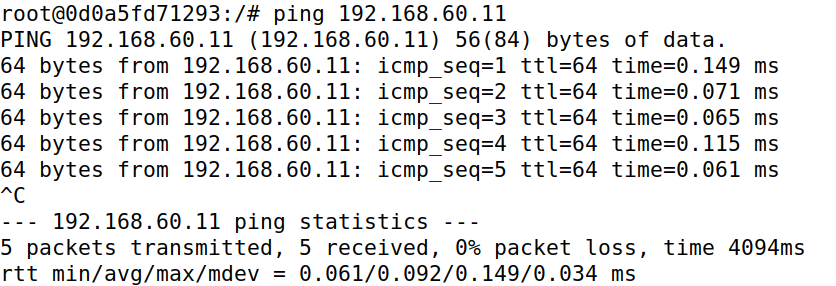 root@0d0a5fd71293:/# ping 192.168.60.11
PING 192.168.60.11 (192.168.60.11) 56(84) bytes of data.
64 bytes from 192.168.60.11: icmp_seq=1 ttl=64 time=0.149 ms
64 bytes from 192.168.60.11: icmp_seq=2 ttl=64 time=0.071 ms
64 bytes from 192.168.60.11: icmp_seq=3 ttl=64 time=0.065 ms
64 bytes from 192.168.60.11: icmp_seq=4 ttl=64 time=0.115 ms
64 bytes from 192.168.60.11: icmp_seq=5 ttl=64 time=0.061 ms
^C
--- 192.168.60.11 ping statistics ---
5 packets transmitted, 5 received, 0% packet loss, time 4094ms
rtt min/avg/max/mdev = 0.061/0.092/0.149/0.034 ms